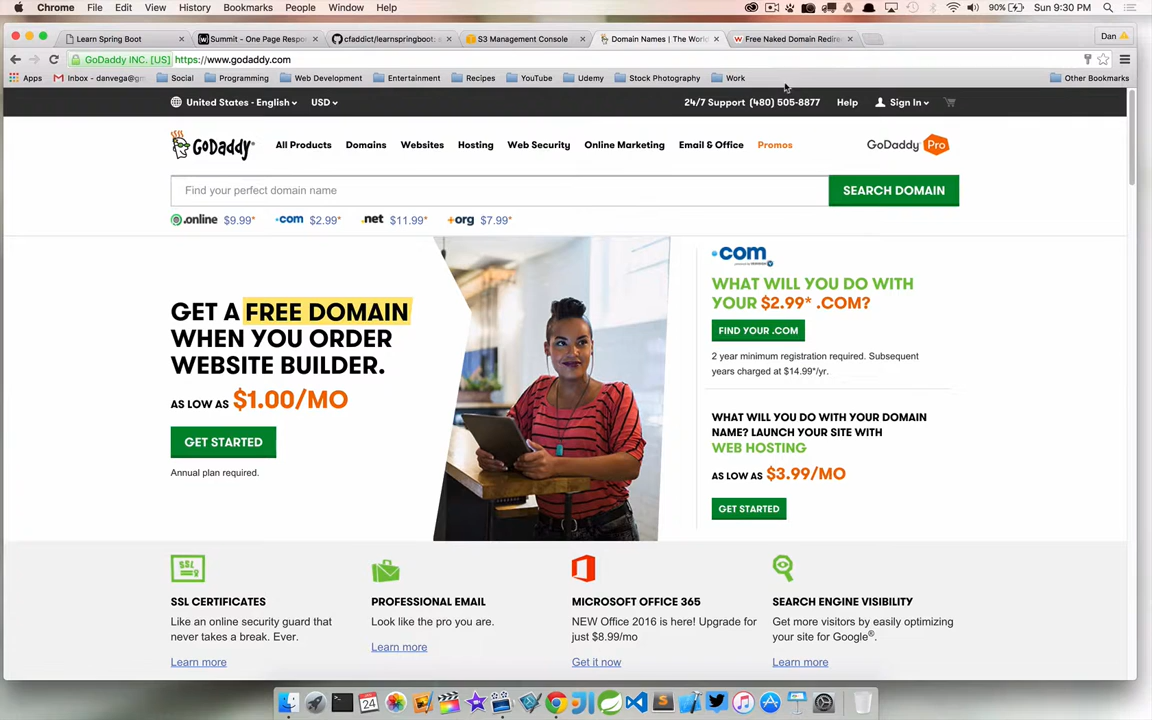 Chrome File Edit View History Bookmarks People Window Help 90% Sun 9:30 PM
Learn Spring Boot Summit - One Page Respo cfaddict/learnspringboot: S3 Management Console Domain Names | The World Free Naked Domain Redire Dan
GoDaddy INC. [US] https://www.godaddy.com
Apps Inbox - danvega@gm Social Programming Web Development Entertainment Recipes YouTube Udemy Stock Photography Work Other Bookmarks
United States - English USD 24/7 Support (480) 505-8877 Help Sign In
GoDaddy All Products Domains Websites Hosting Web Security Online Marketing Email & Office Promos GoDaddy Pro
Find your perfect domain name SEARCH DOMAIN
.online $9.99* .com $2.99* .net $11.99* .org $7.99*
.com
WHAT WILL YOU DO WITH
YOUR $2.99* .COM?
FIND YOUR .COM
2 year minimum registration required. Subsequent
years charged at $14.99*/yr.
GET A FREE DOMAIN
WHEN YOU ORDER
WEBSITE BUILDER.
AS LOW AS $1.00/MO
GET STARTED
Annual plan required.
WHAT WILL YOU DO WITH YOUR DOMAIN
NAME? LAUNCH YOUR SITE WITH
WEB HOSTING
AS LOW AS $3.99/MO
GET STARTED
SSL
SSL CERTIFICATES
Like an online security guard that
never takes a break. Ever.
Learn more
PROFESSIONAL EMAIL
Look like the pro you are.
Learn more
MICROSOFT OFFICE 365
NEW Office 2016 is here! Upgrade for
just $8.99/mo
Get it now
SEARCH ENGINE VISIBILITY
Get more visitors by easily optimizing
your site for Google®.
Learn more
24